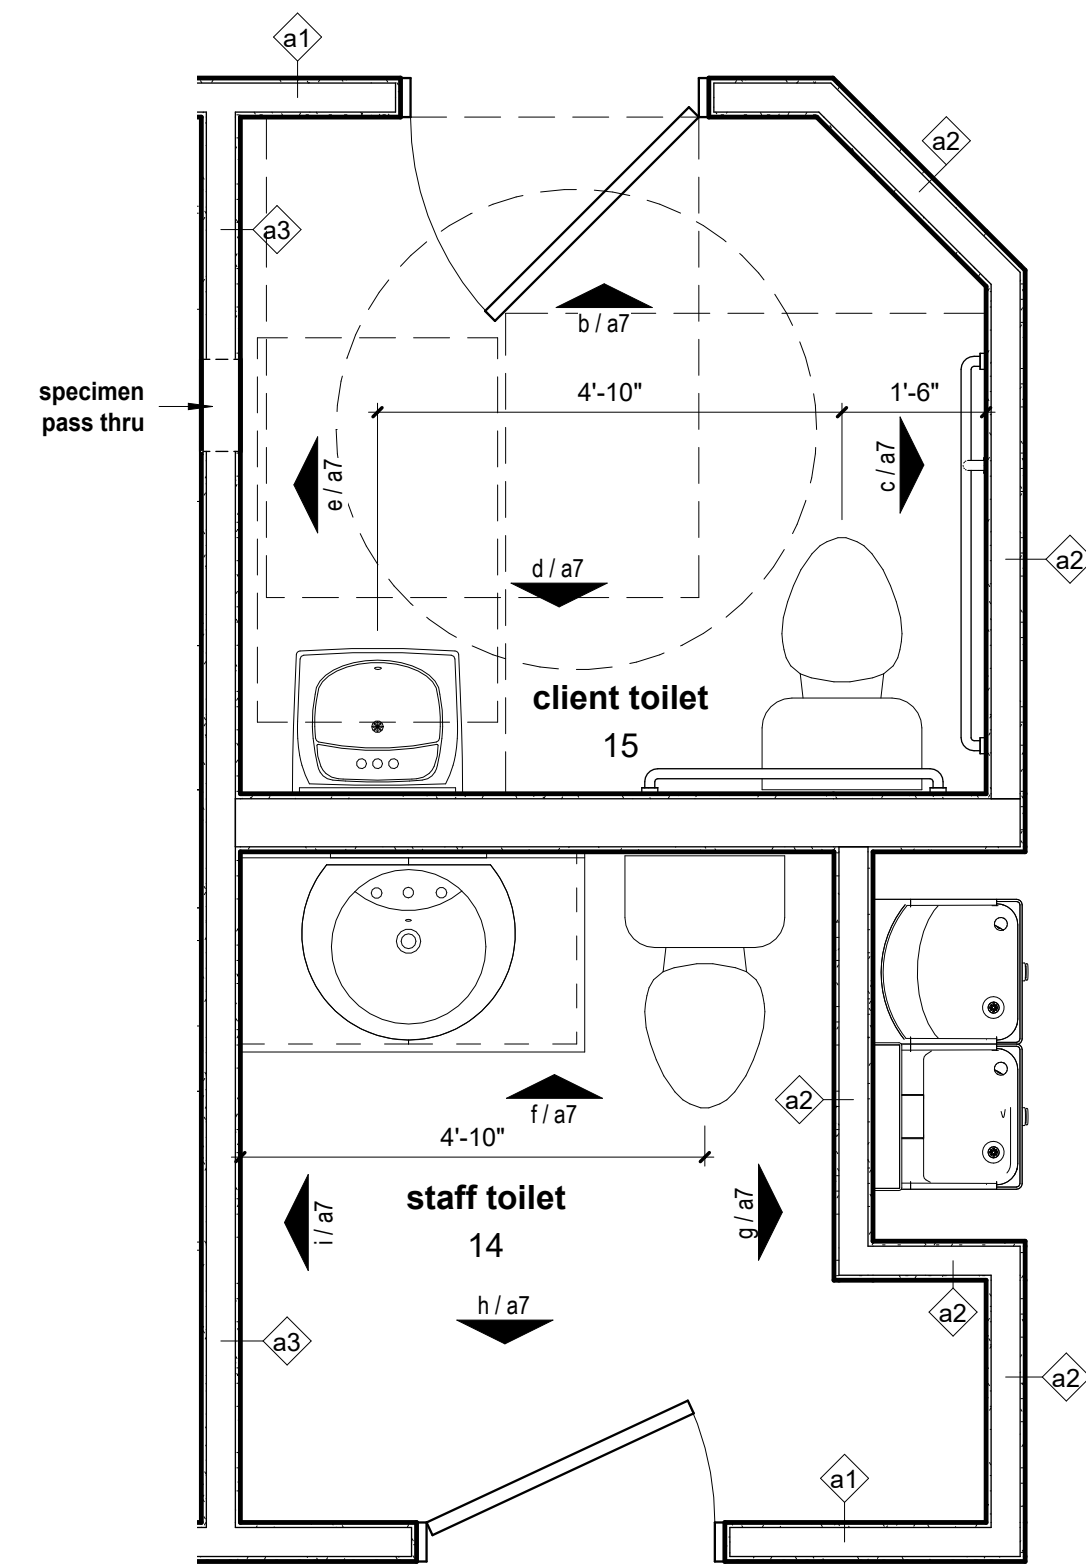 a1
a2
a3
b / a7
specimen
pass thru
4'-10"
1'-6"
e / a7
c / a7
d / a7
a2
client toilet
15
a2
f / a7
4'-10"
staff toilet
14
i / a7
g / a7
h / a7
a2
a3
a2
a1